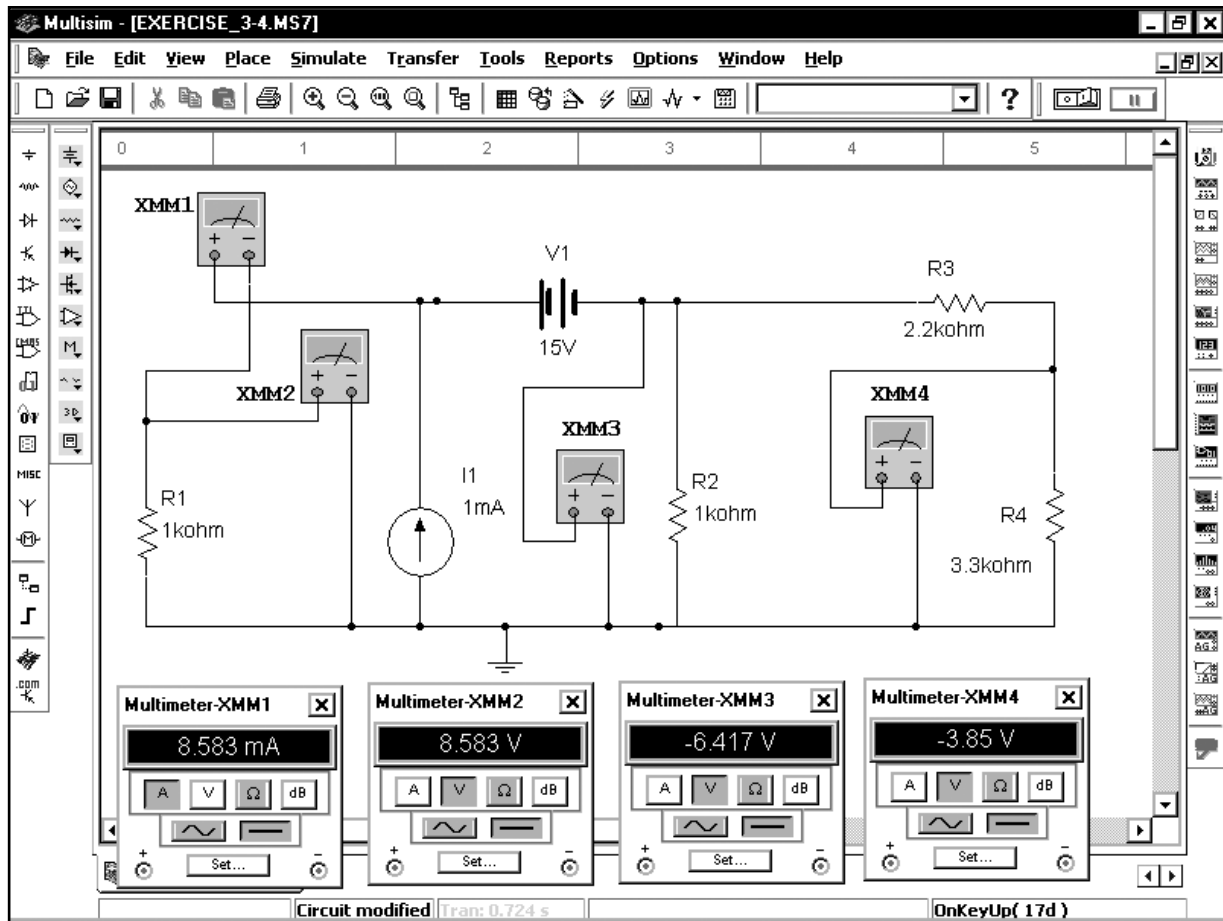 Multisim - [EXERCISE_3-4.MS7]
File Edit View Place Simulate Transfer Tools Reports Options Window Help
0 1 2 3 4 5
XMM1
+ −
V1
15V
R3
2.2kohm
XMM2
+ −
XMM3
+ −
XMM4
+ −
I1
1mA
R1
1kohm
R2
1kohm
R4
3.3kohm
MISC
M
3D
.com
AG
Multimeter-XMM1
8.583 mA
A V Ω dB
+ Set... −
Multimeter-XMM2
8.583 V
A V Ω dB
+ Set... −
Multimeter-XMM3
-6.417 V
A V Ω dB
+ Set... −
Multimeter-XMM4
-3.85 V
A V Ω dB
+ Set... −
Circuit modified Tran: 0.724 s OnKeyUp( 17d )